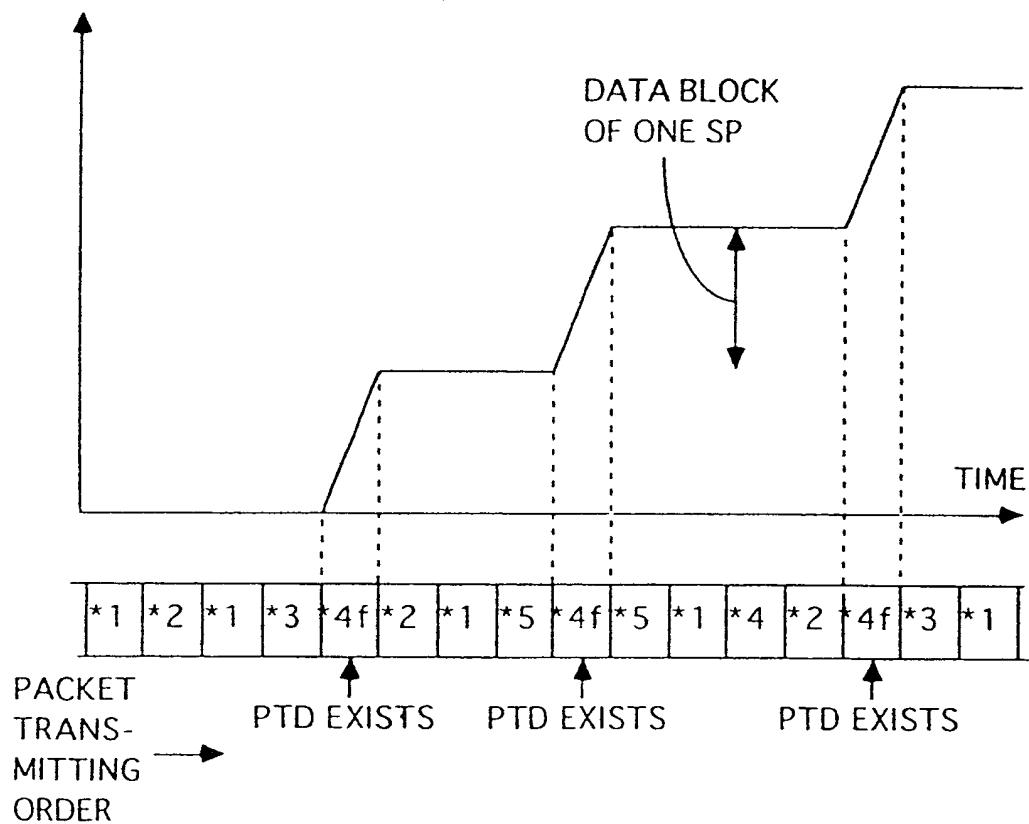 DATA BLOCK
OF ONE SP
TIME
*1 *2 *1 *3 *4f *2 *1 *5 *4f *5 *1 *4 *2 *4f *3 *1
PTD EXISTS PTD EXISTS PTD EXISTS
PACKET
TRANS-
MITTING
ORDER